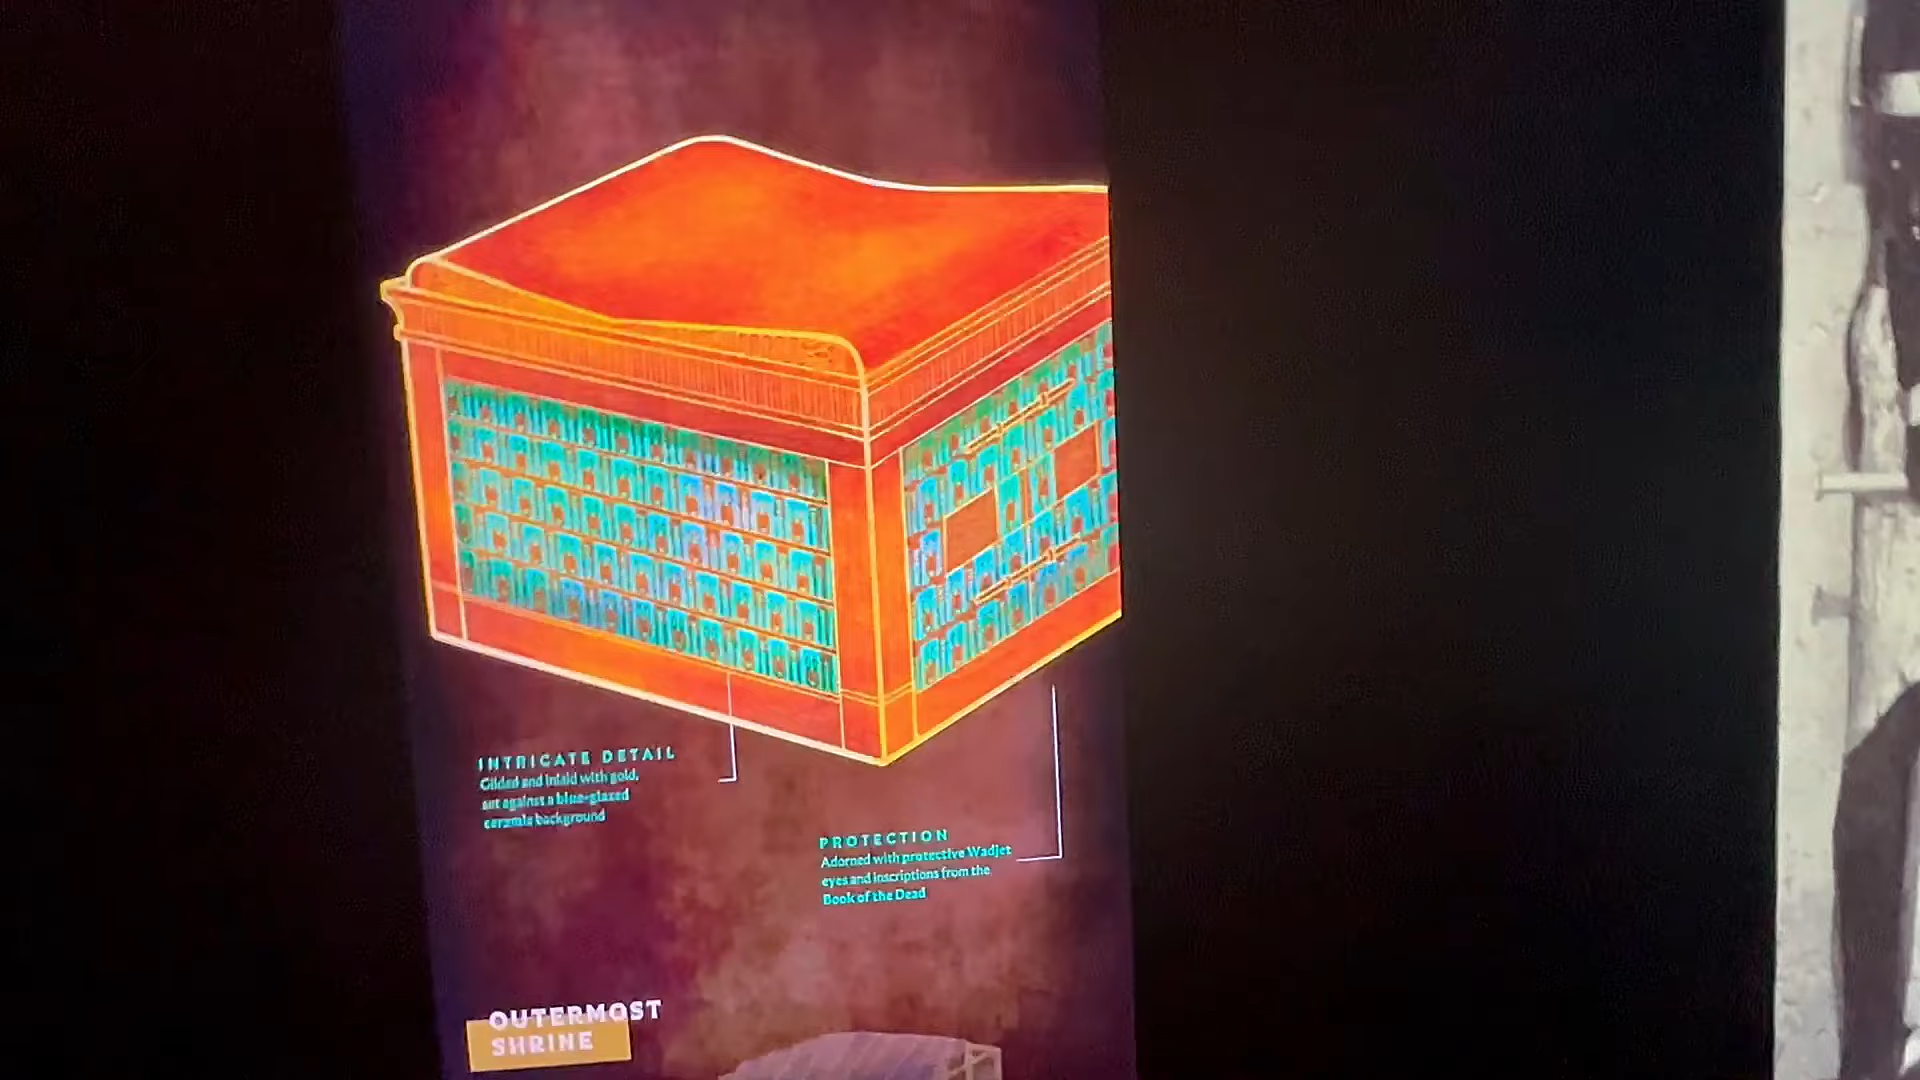 INTRICATE DETAIL
Gilded and inlaid with gold,
set against a blue-glazed
ceramic background
PROTECTION
Adorned with protective Wadjet
eyes and inscriptions from the
Book of the Dead
OUTERMOST
SHRINE